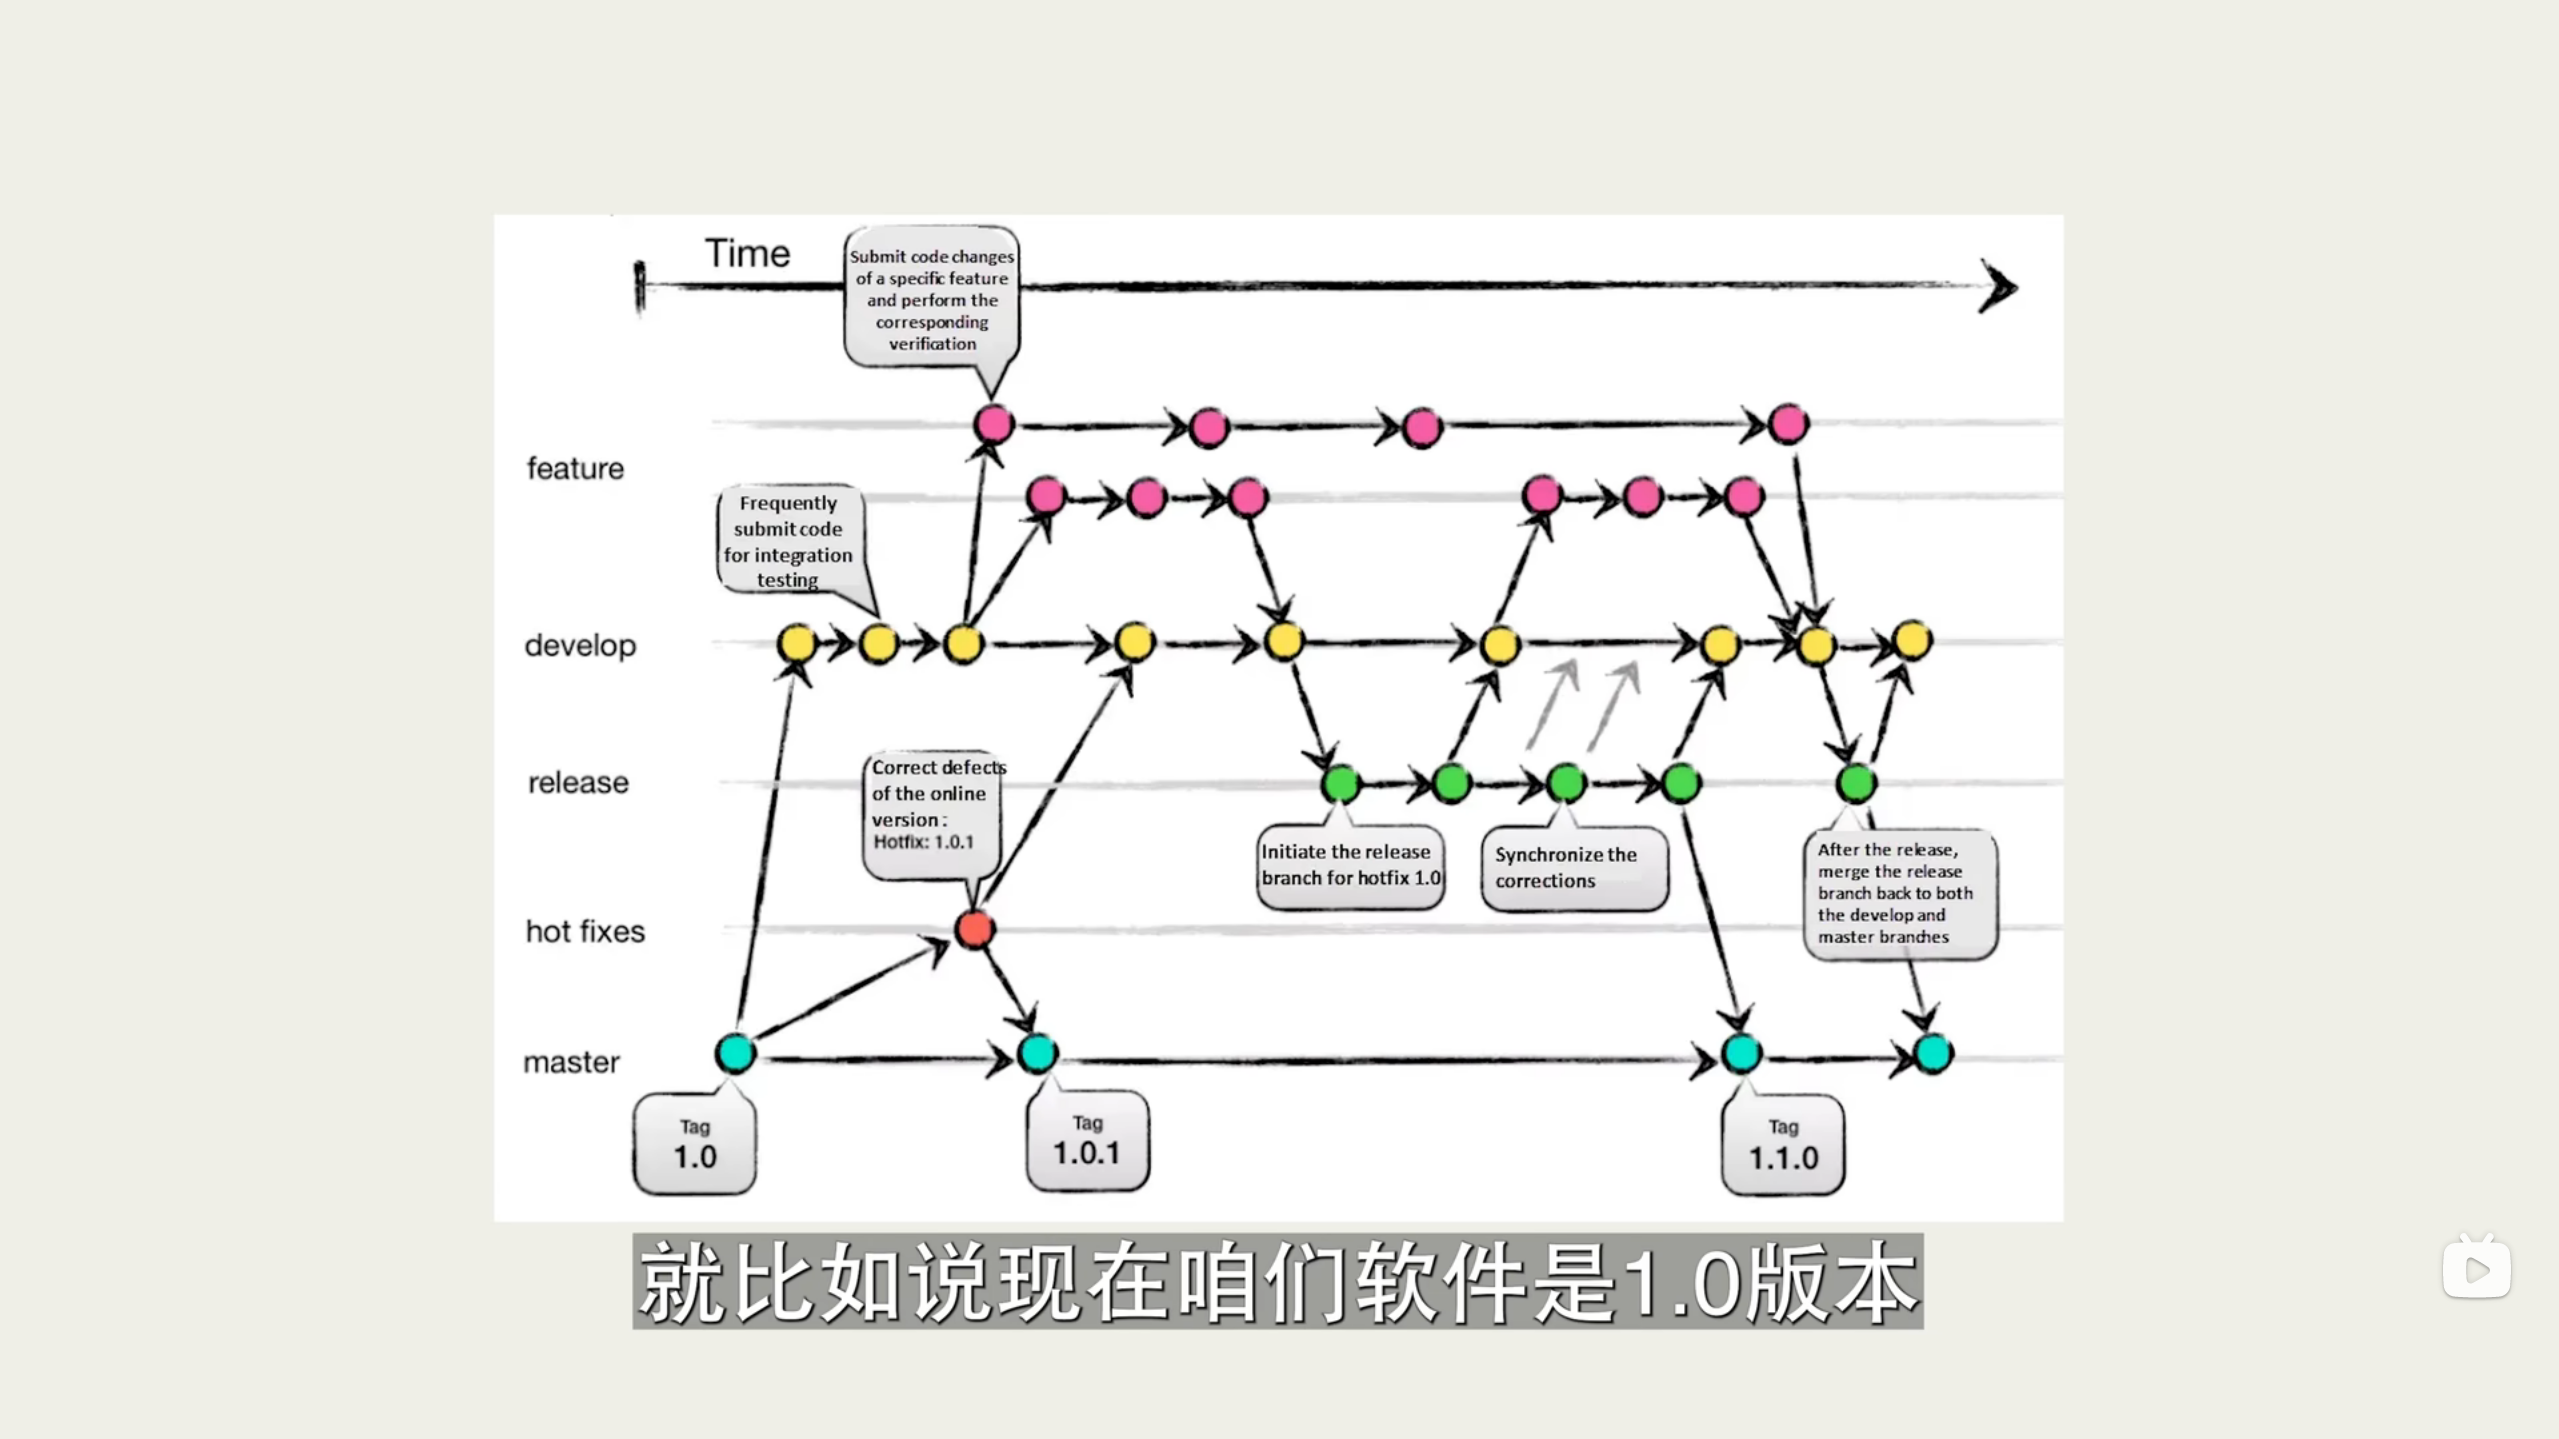 Time
Submit code changes
of a specific feature
and perform the
corresponding
verification
feature
Frequently
submit code
for integration
testing
develop
Correct defects
of the online
version :
Hotfix: 1.0.1
release
Initiate the release
branch for hotfix 1.0
Synchronize the
corrections
After the release,
merge the release
branch back to both
the develop and
master branches
hot fixes
master
Tag
1.0
Tag
1.0.1
Tag
1.1.0
就比如说现在咱们软件是1.0版本